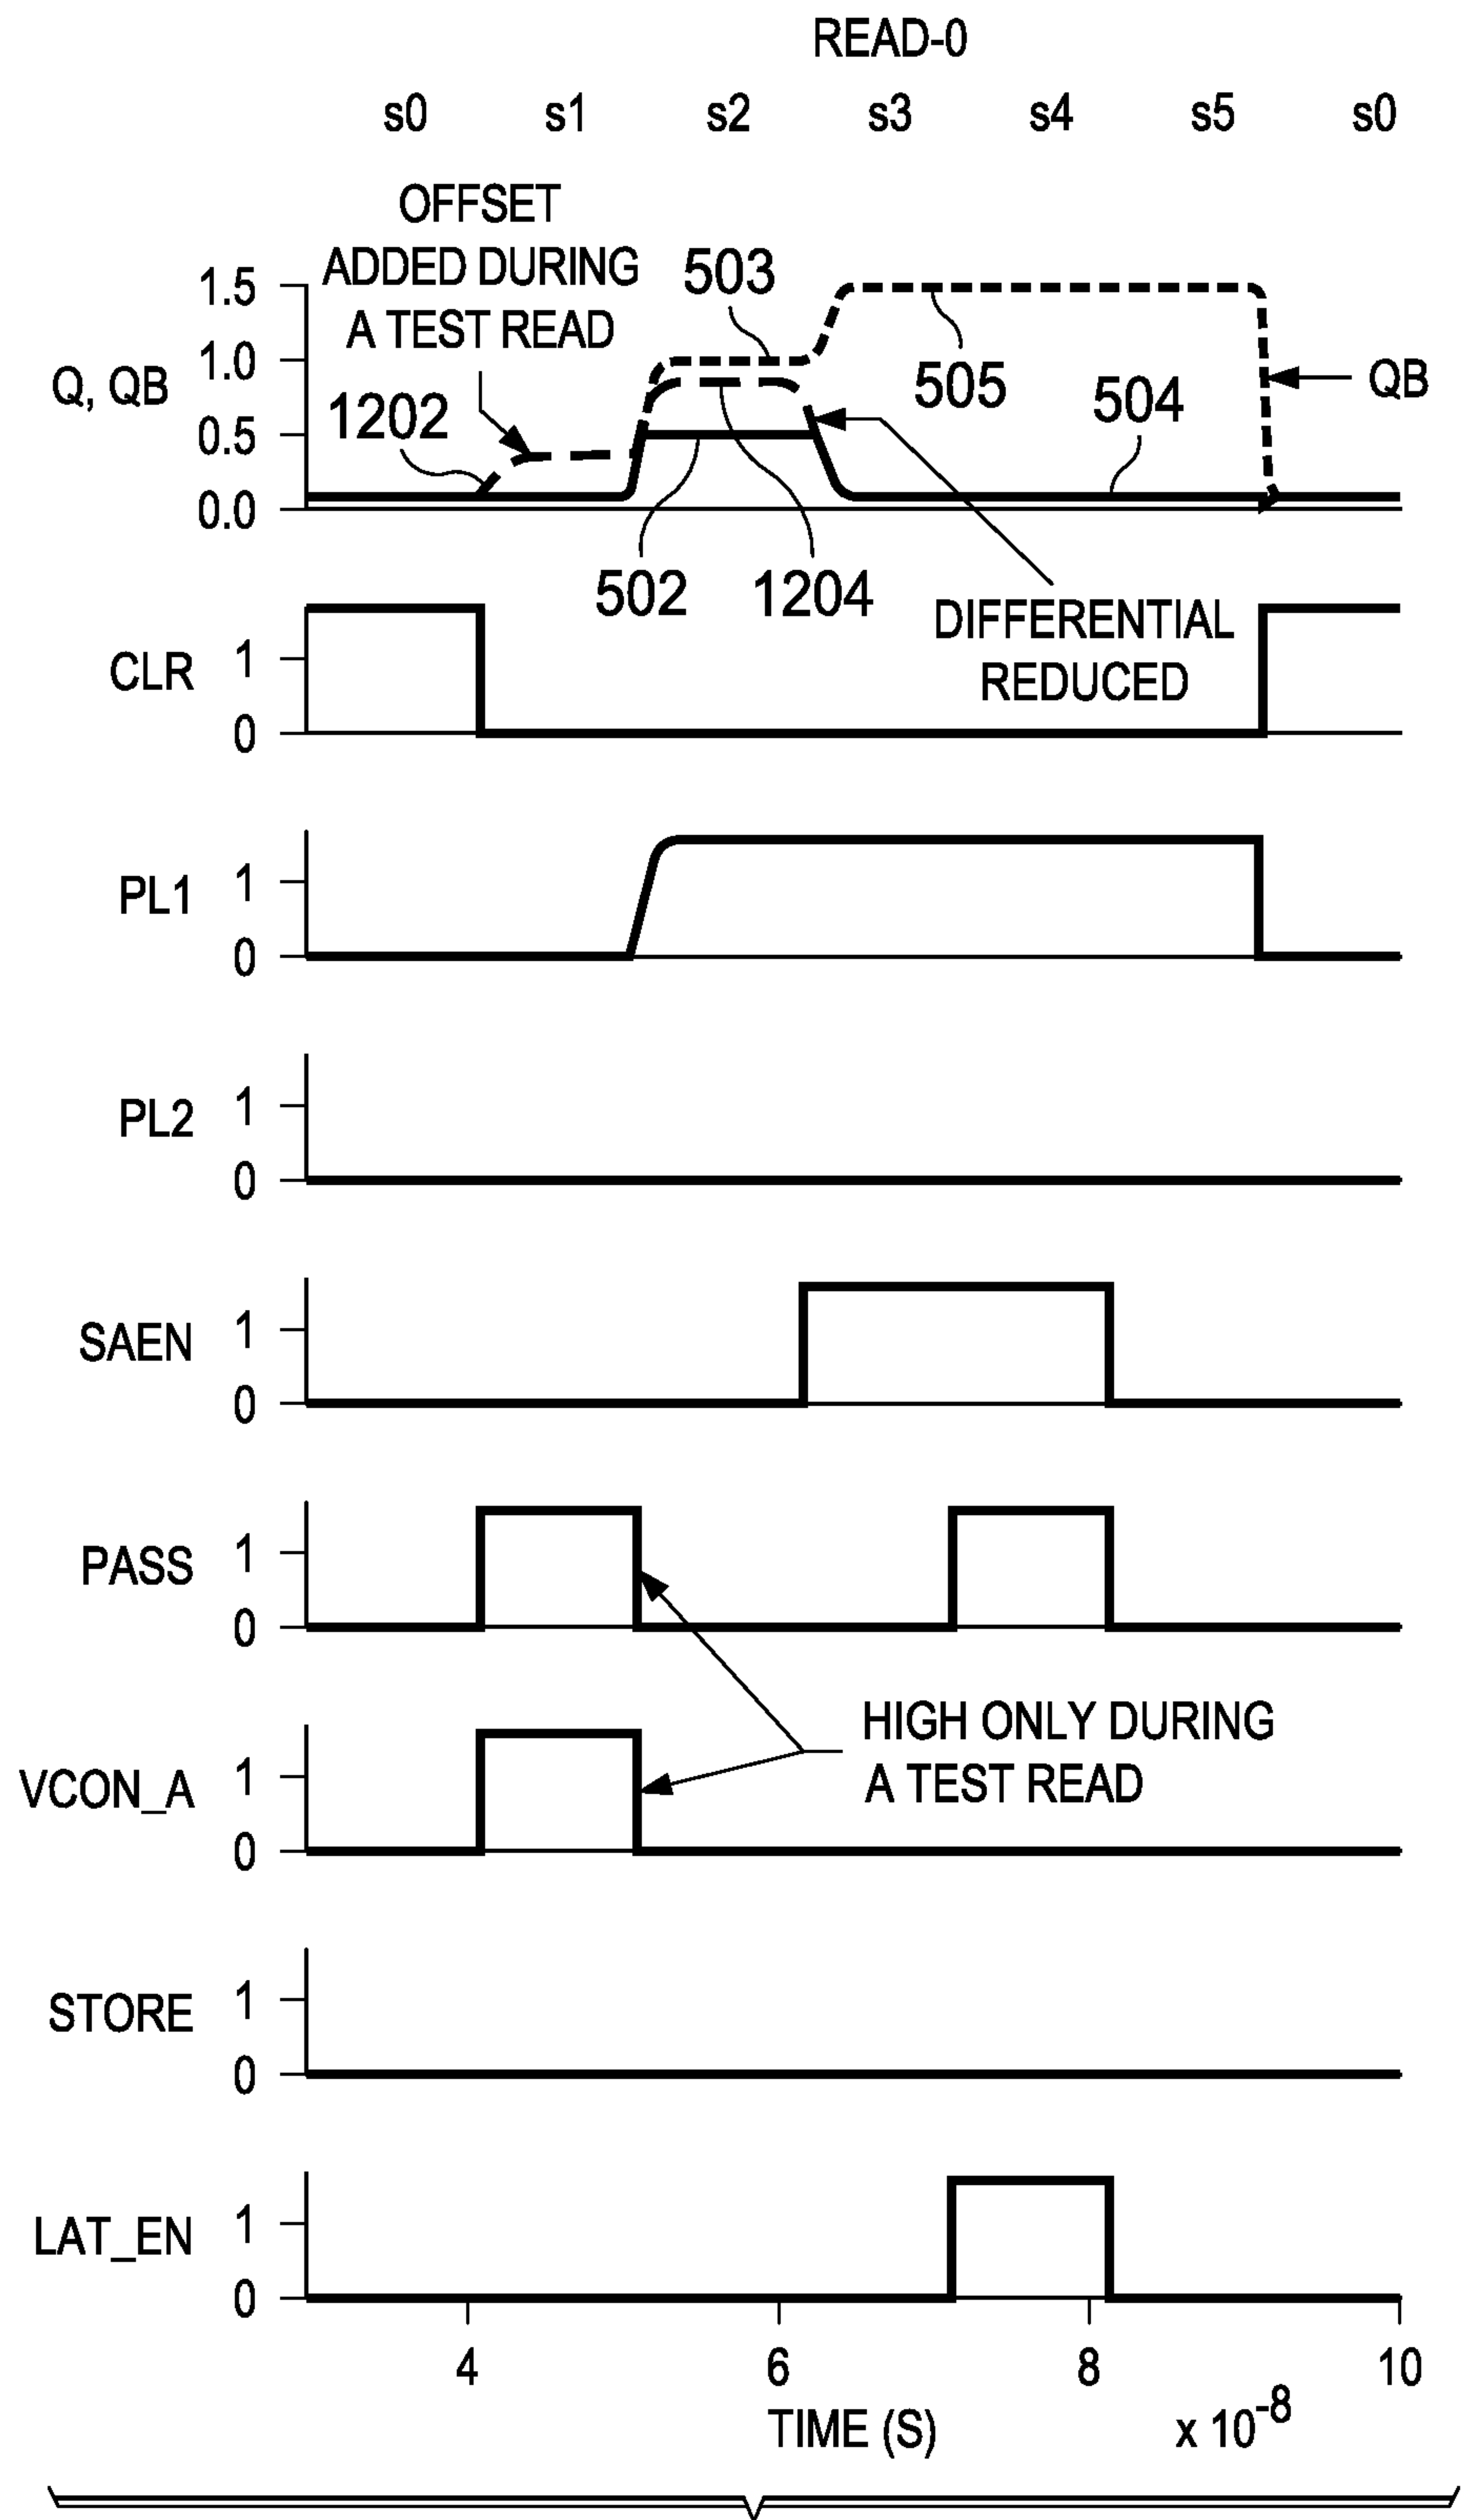 READ-0
s0 s1 s2 s3 s4 s5 s0
OFFSET
ADDED DURING
A TEST READ
503
1.5
1.0
0.5
0.0
Q, QB
1202
505
504
QB
502
1204
DIFFERENTIAL
REDUCED
CLR
1
0
PL1
1
0
PL2
1
0
SAEN
1
0
PASS
1
0
HIGH ONLY DURING
A TEST READ
VCON_A
1
0
STORE
1
0
LAT_EN
1
0
4 6 8 10
TIME (S) x 10-8